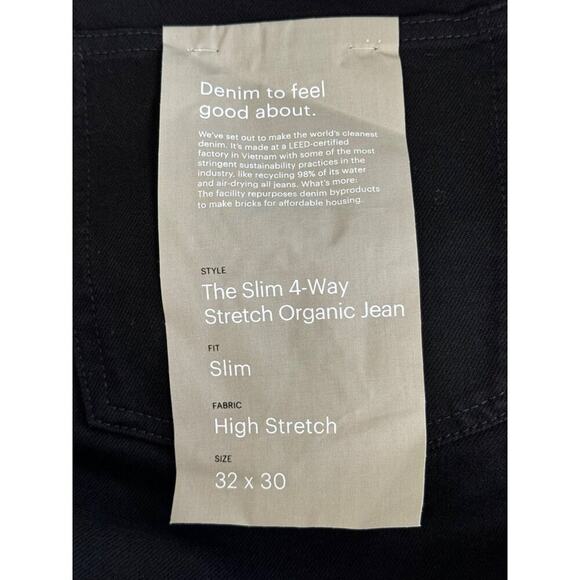 Denim to feel
good about.
We've set out to make the world's cleanest
denim. It's made at a LEED-certified
factory in Vietnam with some of the most
stringent sustainability practices in the
industry, like recycling 98% of its water
and air-drying all jeans. What's more:
The facility repurposes denim byproducts
to make bricks for affordable housing.
STYLE
The Slim 4-Way
Stretch Organic Jean
FIT
Slim
FABRIC
High Stretch
SIZE
32 x 30